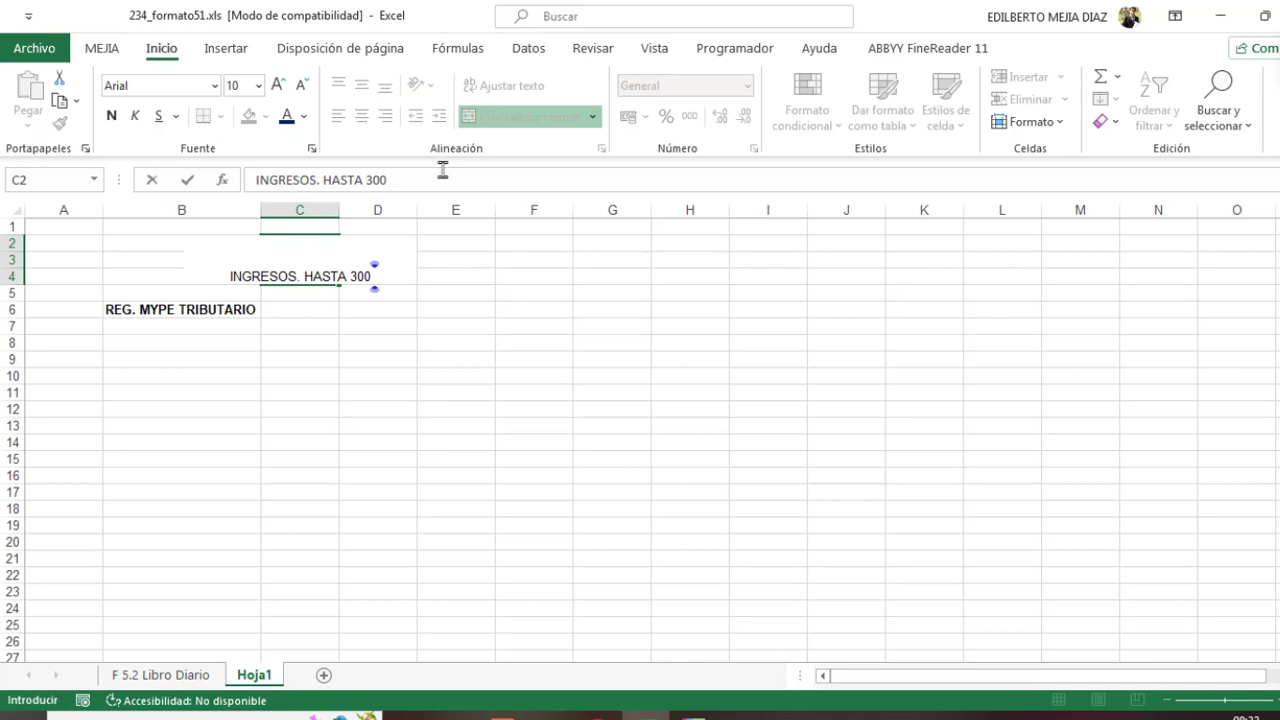 234_formato51.xls [Modo de compatibilidad] - Excel
Buscar
EDILBERTO MEJIA DIAZ
Archivo MEJIA Inicio Insertar Disposición de página Fórmulas Datos Revisar Vista Programador Ayuda ABBYY FineReader 11 Com
Pegar
Portapapeles
Arial 10
N K S
Fuente
Ajustar texto
Alineación
General
% 000
Número
Formato condicional
Dar formato como tabla
Estilos de celda
Estilos
Insertar
Eliminar
Formato
Celdas
Ordenar y filtrar
Buscar y seleccionar
Edición
C2 fx INGRESOS. HASTA 300
A B C D E F G H I J K L M N O
1
2
3
4 INGRESOS. HASTA 300
5
6 REG. MYPE TRIBUTARIO
7
8
9
10
11
12
13
14
15
16
17
18
19
20
21
22
23
24
25
26
27
F 5.2 Libro Diario Hoja1
Introducir Accesibilidad: No disponible